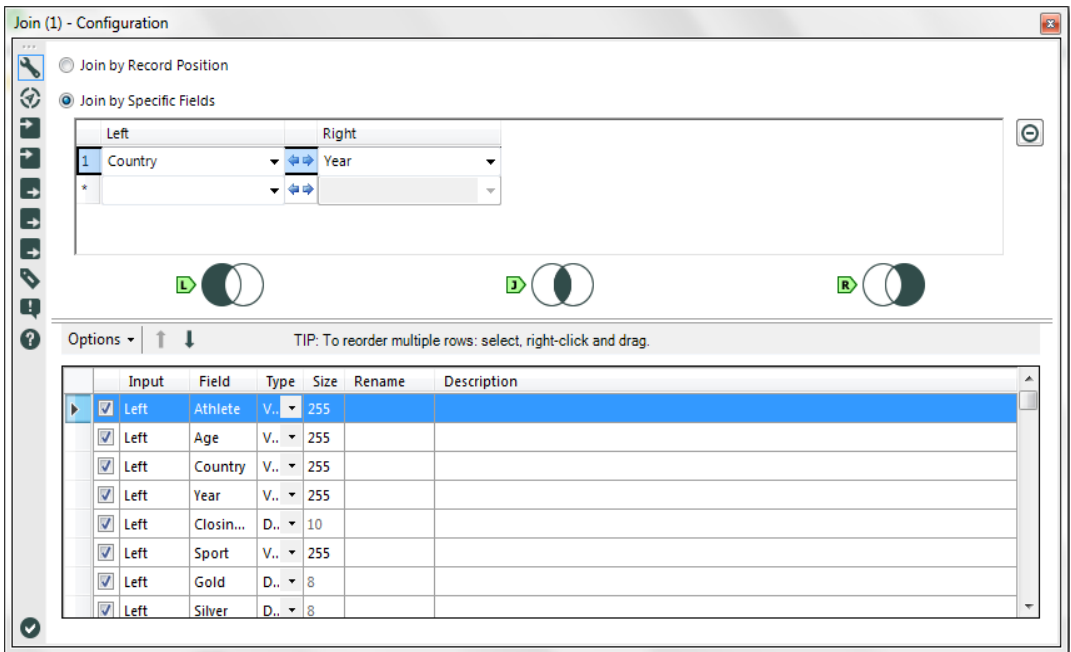 Join (1) - Configuration
Join by Record Position
Join by Specific Fields
Left Right
1 Country Year
*
L J R
Options TIP: To reorder multiple rows: select, right-click and drag.
Input Field Type Size Rename Description
Left Athlete V.. 255
Left Age V.. 255
Left Country V.. 255
Left Year V.. 255
Left Closin... D.. 10
Left Sport V.. 255
Left Gold D.. 8
Left Silver D.. 8